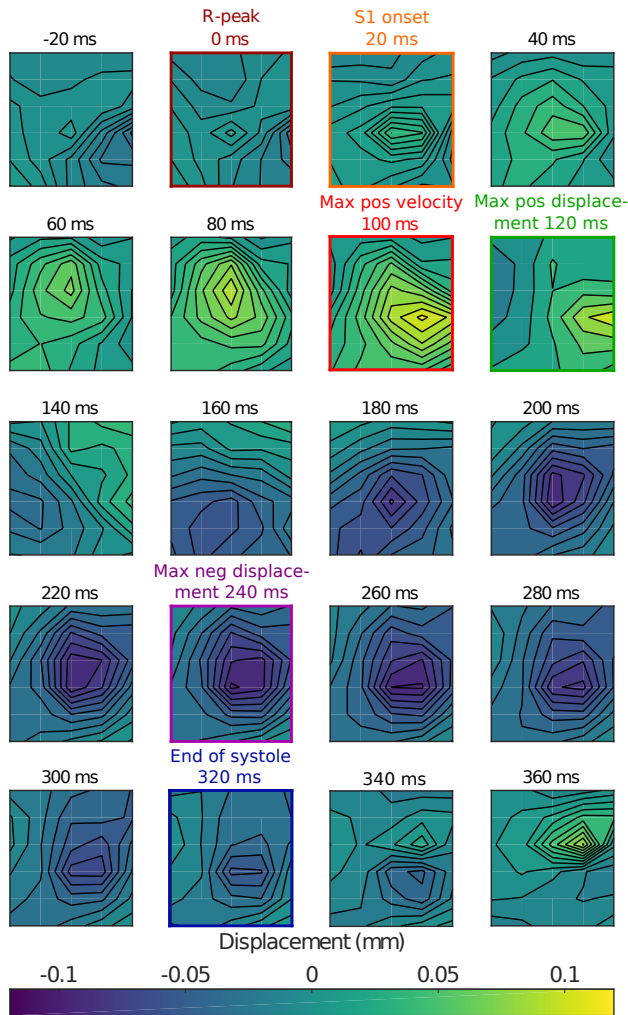 R-peak
S1 onset
-20 ms
0 ms
20 ms
40 ms
Max pos velocity
Max pos displace-
60 ms
80 ms
100 ms
ment 120 ms
140 ms
160 ms
180 ms
200 ms
Max neg displace-
220 ms
ment 240 ms
260 ms
280 ms
End of systole
300 ms
320 ms
340 ms
360 ms
Displacement (mm)
-0.1
-0.05
0
0.05
0.1